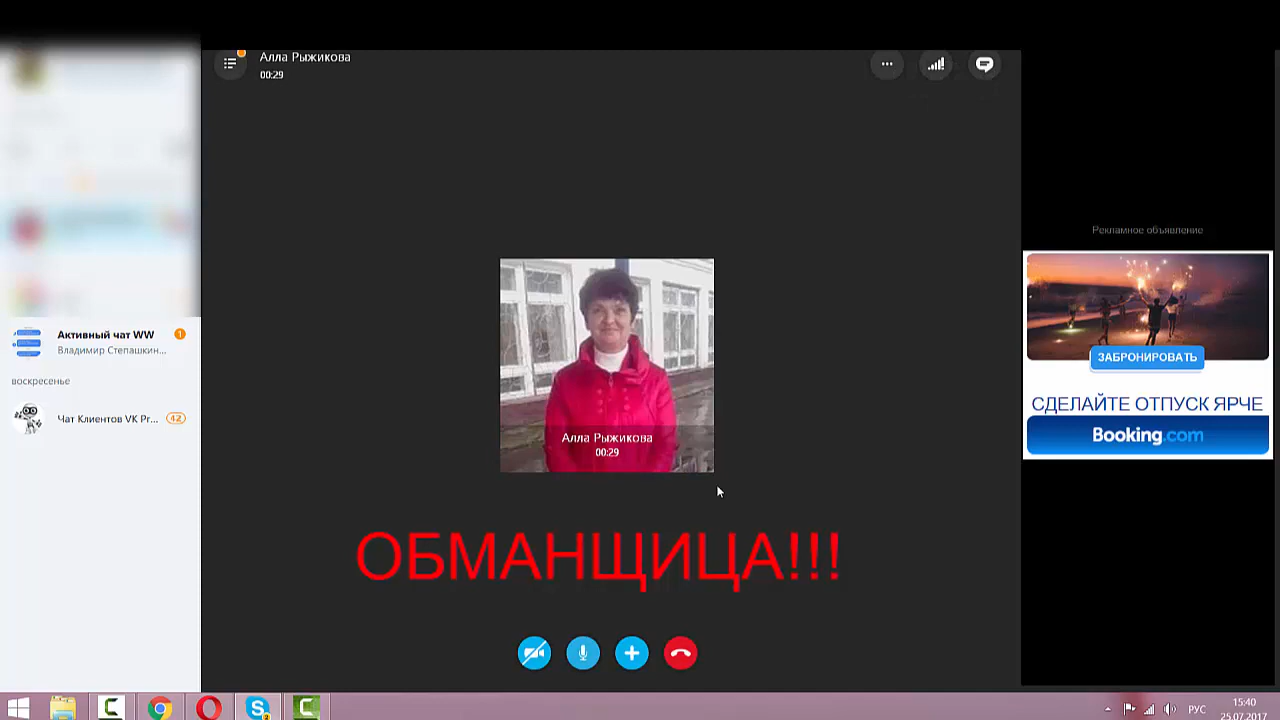 Алла Рыжикова
00:29
Рекламное объявление
Активный чат WW
1
Владимир Степашкин...
воскресенье
Чат Клиентов VK Pr...
42
Алла Рыжикова
00:29
ЗАБРОНИРОВАТЬ
СДЕЛАЙТЕ ОТПУСК ЯРЧЕ
Booking.com
ОБМАНЩИЦА!!!
РУС
15:40
25.07.2017